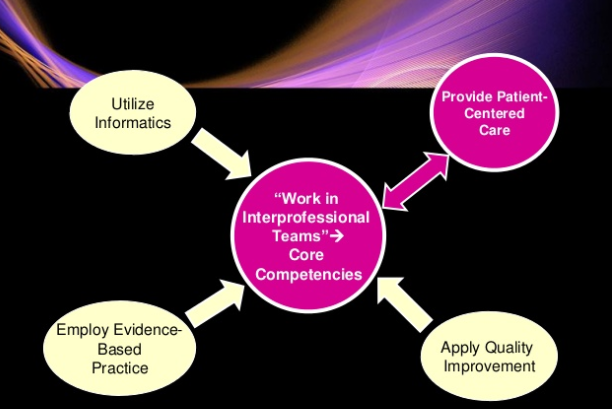 Utilize
Informatics
Provide Patient-
Centered
Care
“Work in
Interprofessional
Teams”→
Core
Competencies
Employ Evidence-
Based
Practice
Apply Quality
Improvement